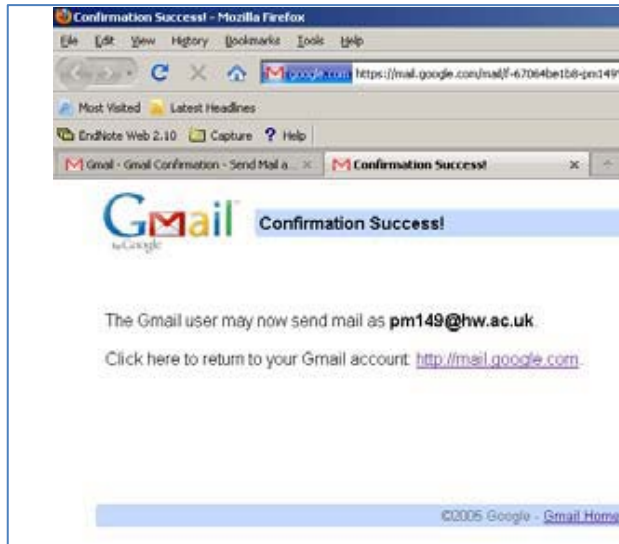 Confirmation Success! - Mozilla Firefox
File Edit View History Bookmarks Tools Help
google.com https://mail.google.com/mail/f-67064be1b8-pm149
Most Visited Latest Headlines
EndNote Web 2.10 Capture ? Help
Gmail - Gmail Confirmation - Send Mail a... Confirmation Success!
Gmail
by Google
Confirmation Success!
The Gmail user may now send mail as pm149@hw.ac.uk.
Click here to return to your Gmail account: http://mail.google.com.
©2005 Google - Gmail Home